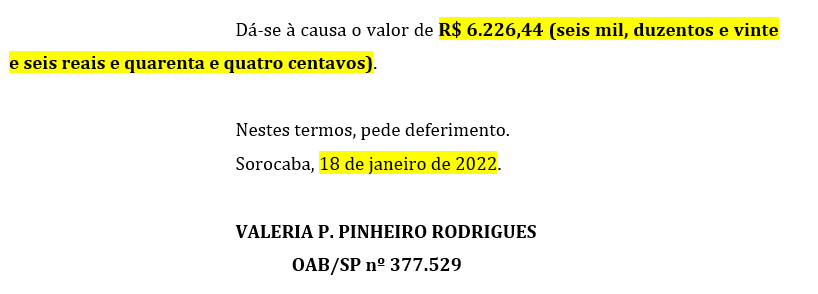 Dá-se à causa o valor de R$ 6.226,44 (seis mil, duzentos e vinte
e seis reais e quarenta e quatro centavos).
Nestes termos, pede deferimento.
Sorocaba, 18 de janeiro de 2022.
VALERIA P. PINHEIRO RODRIGUES
OAB/SP nº 377.529